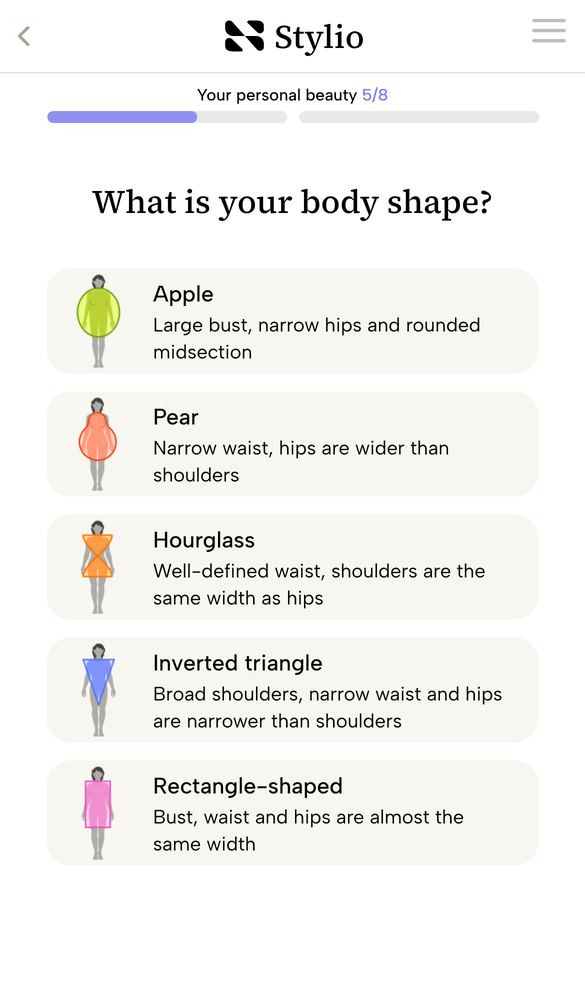 Stylio
Your personal beauty 5/8
What is your body shape?
Apple
Large bust, narrow hips and rounded
midsection
Pear
Narrow waist, hips are wider than
shoulders
Hourglass
Well-defined waist, shoulders are the
same width as hips
Inverted triangle
Broad shoulders, narrow waist and hips
are narrower than shoulders
Rectangle-shaped
Bust, waist and hips are almost the
same width